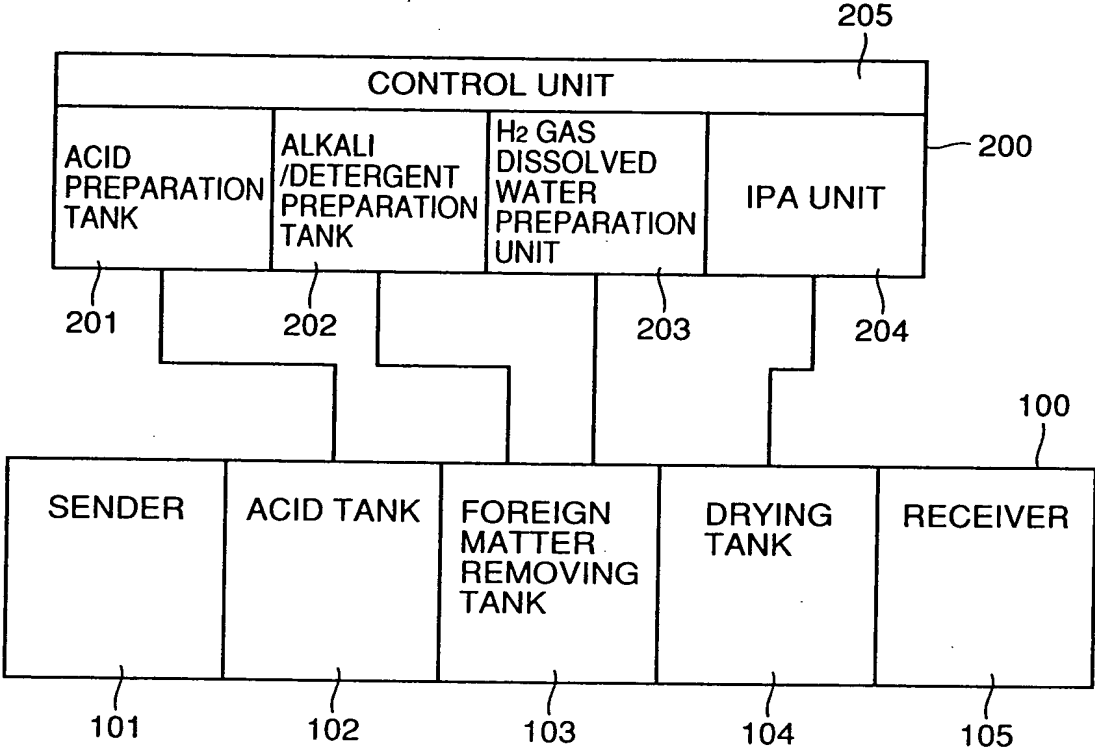 205
CONTROL UNIT
200
ACID
PREPARATION
TANK
ALKALI
/DETERGENT
PREPARATION
TANK
H2 GAS
DISSOLVED
WATER
PREPARATION
UNIT
IPA UNIT
201
202
203
204
100
SENDER
ACID TANK
FOREIGN
MATTER
REMOVING
TANK
DRYING
TANK
RECEIVER
101
102
103
104
105